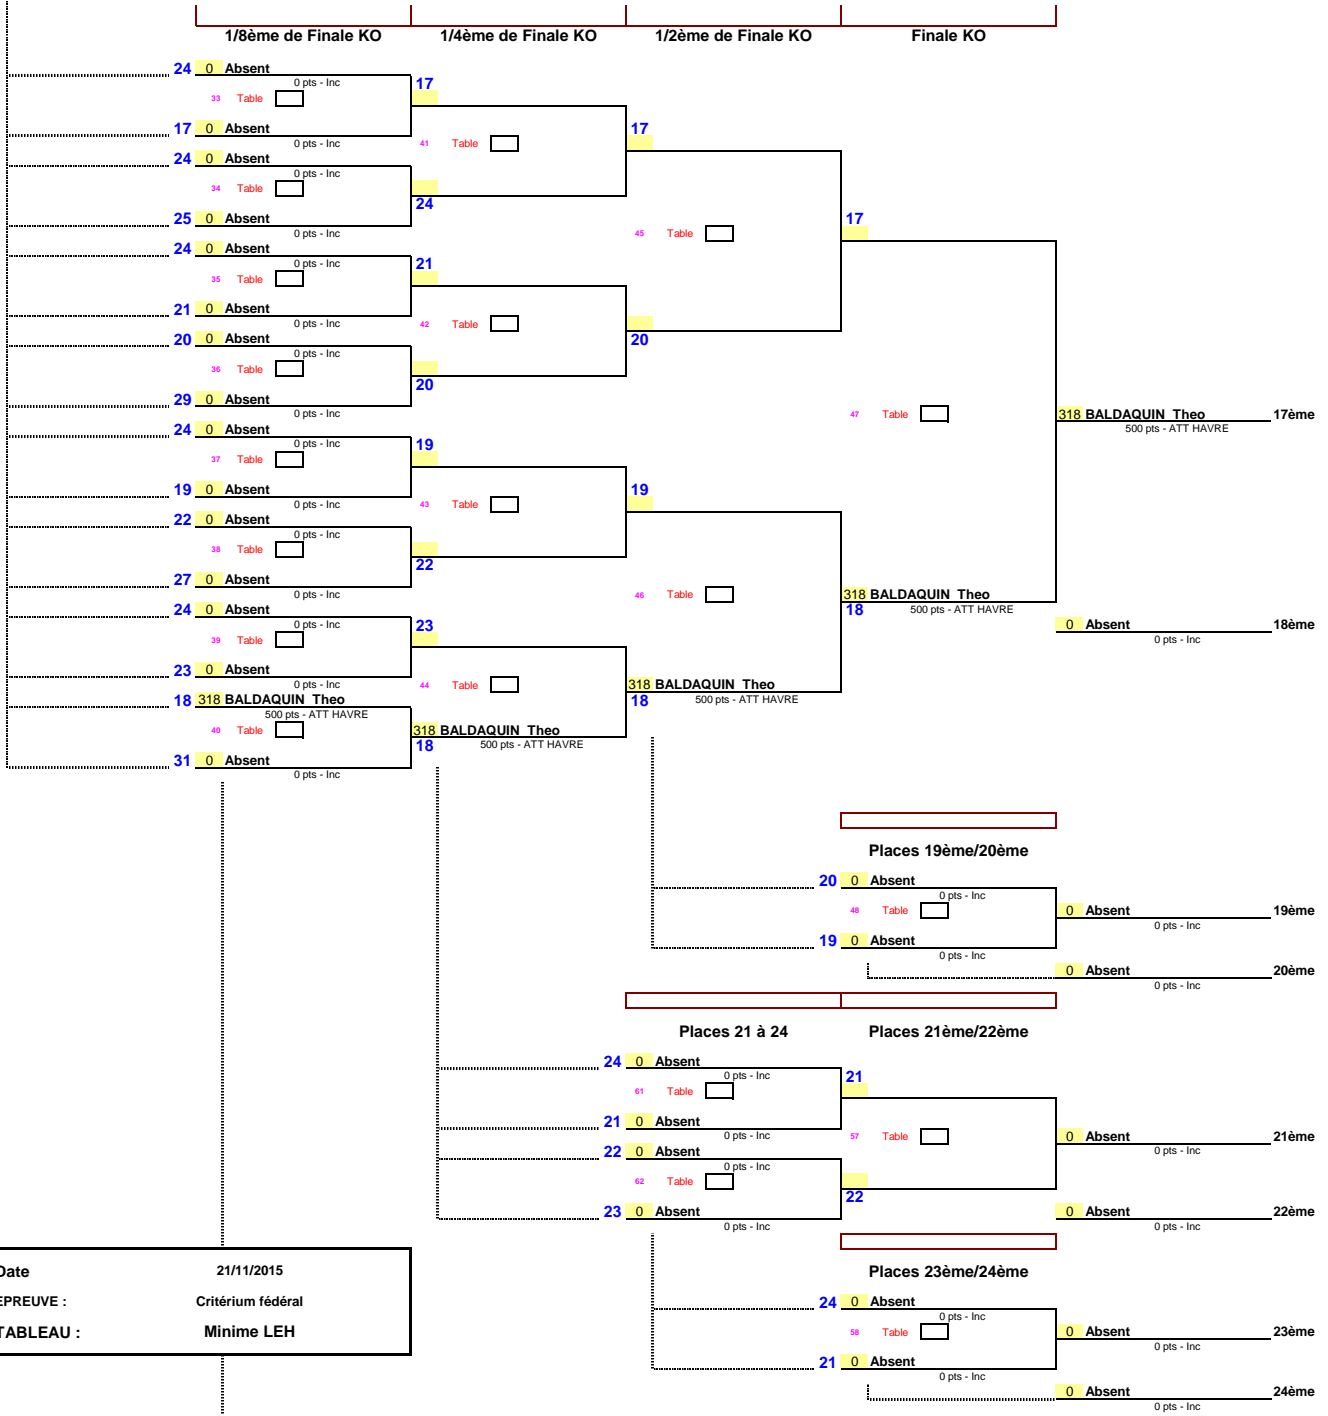 1/8ème de Finale KO 1/4ème de Finale KO 1/2ème de Finale KO Finale KO
24 0 Absent
0 pts - Inc
17
33 Table
17 0 Absent
17
0 pts - Inc
41 Table
24 0 Absent
0 pts - Inc
34 Table
24
25 0 Absent
17
0 pts - Inc
45 Table
24 0 Absent
0 pts - Inc
21
35 Table
21 0 Absent
0 pts - Inc
42 Table
20 0 Absent
20
0 pts - Inc
36 Table
20
29 0 Absent
0 pts - Inc
47 Table
318 BALDAQUIN Theo 17ème
500 pts - ATT HAVRE
24 0 Absent
0 pts - Inc
19
37 Table
19 0 Absent
19
0 pts - Inc
43 Table
22 0 Absent
0 pts - Inc
38 Table
22
27 0 Absent
0 pts - Inc
46 Table
318 BALDAQUIN Theo
18
500 pts - ATT HAVRE
24 0 Absent
0 pts - Inc
23
0 Absent 18ème
0 pts - Inc
39 Table
23 0 Absent
0 pts - Inc
44 Table
318 BALDAQUIN Theo
18
500 pts - ATT HAVRE
18 318 BALDAQUIN Theo
500 pts - ATT HAVRE
40 Table
318 BALDAQUIN Theo
18
500 pts - ATT HAVRE
31 0 Absent
0 pts - Inc
Places 19ème/20ème
20 0 Absent
0 pts - Inc
48 Table
0 Absent 19ème
0 pts - Inc
19 0 Absent
0 pts - Inc
0 Absent 20ème
0 pts - Inc
Places 21 à 24 Places 21ème/22ème
24 0 Absent
0 pts - Inc
21
61 Table
21 0 Absent
0 pts - Inc
57 Table
0 Absent 21ème
0 pts - Inc
22 0 Absent
0 pts - Inc
62 Table
22
23 0 Absent
0 pts - Inc
0 Absent 22ème
0 pts - Inc
Date 21/11/2015
EPREUVE : Critérium fédéral
TABLEAU : Minime LEH
Places 23ème/24ème
24 0 Absent
0 pts - Inc
58 Table
0 Absent 23ème
0 pts - Inc
21 0 Absent
0 pts - Inc
0 Absent 24ème
0 pts - Inc